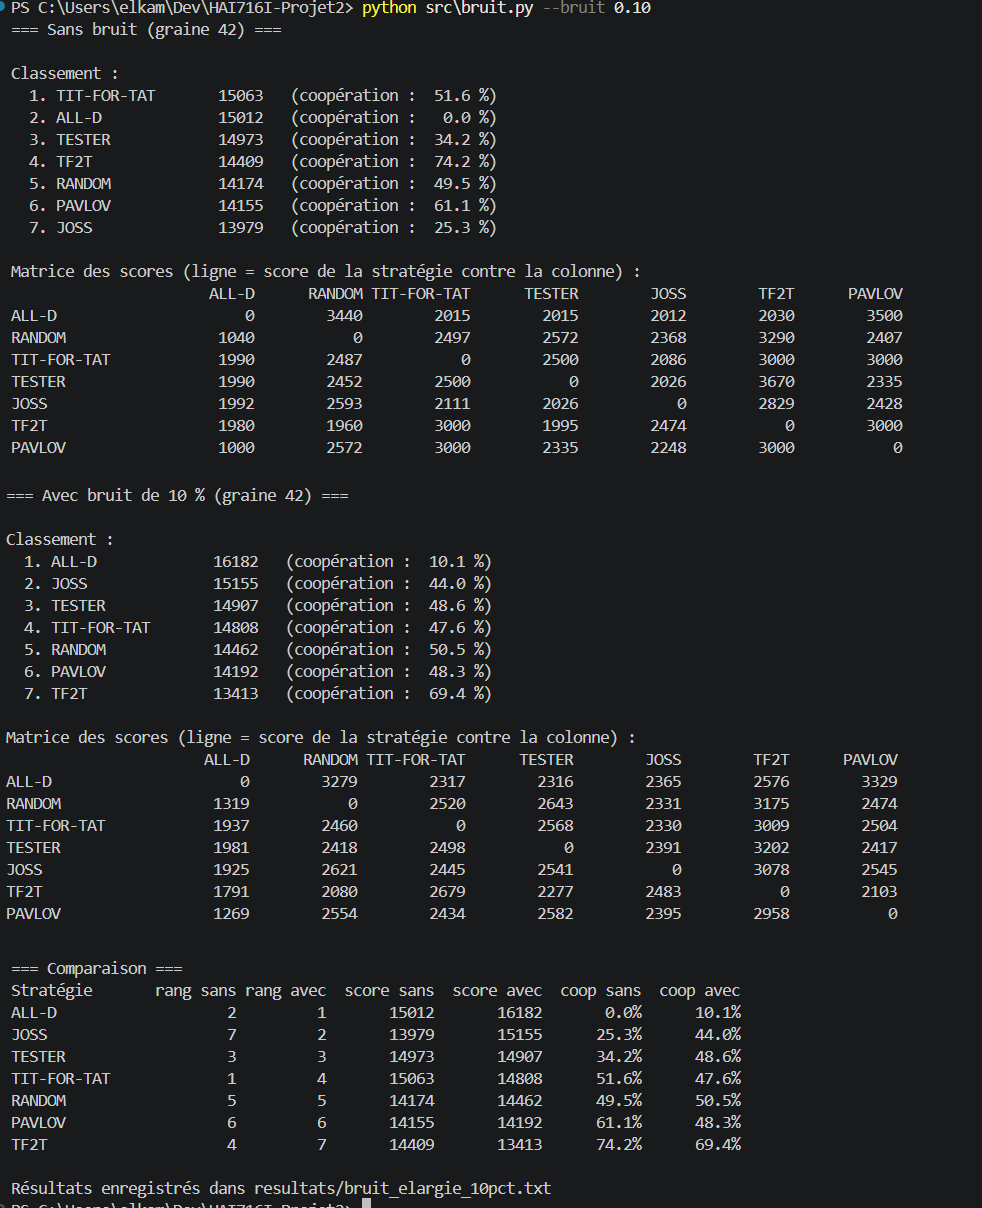 PS C:\Users\elkam\Dev\HAI716I-Projet2> python src\bruit.py --bruit 0.10
=== Sans bruit (graine 42) ===
Classement :
1. TIT-FOR-TAT 15063 (coopération : 51.6 %)
2. ALL-D 15012 (coopération : 0.0 %)
3. TESTER 14973 (coopération : 34.2 %)
4. TF2T 14409 (coopération : 74.2 %)
5. RANDOM 14174 (coopération : 49.5 %)
6. PAVLOV 14155 (coopération : 61.1 %)
7. JOSS 13979 (coopération : 25.3 %)
Matrice des scores (ligne = score de la stratégie contre la colonne) :
ALL-D RANDOM TIT-FOR-TAT TESTER JOSS TF2T PAVLOV
ALL-D 0 3440 2015 2015 2012 2030 3500
RANDOM 1040 0 2497 2572 2368 3290 2407
TIT-FOR-TAT 1990 2487 0 2500 2086 3000 3000
TESTER 1990 2452 2500 0 2026 3670 2335
JOSS 1992 2593 2111 2026 0 2829 2428
TF2T 1980 1960 3000 1995 2474 0 3000
PAVLOV 1000 2572 3000 2335 2248 3000 0
=== Avec bruit de 10 % (graine 42) ===
Classement :
1. ALL-D 16182 (coopération : 10.1 %)
2. JOSS 15155 (coopération : 44.0 %)
3. TESTER 14907 (coopération : 48.6 %)
4. TIT-FOR-TAT 14808 (coopération : 47.6 %)
5. RANDOM 14462 (coopération : 50.5 %)
6. PAVLOV 14192 (coopération : 48.3 %)
7. TF2T 13413 (coopération : 69.4 %)
Matrice des scores (ligne = score de la stratégie contre la colonne) :
ALL-D RANDOM TIT-FOR-TAT TESTER JOSS TF2T PAVLOV
ALL-D 0 3279 2317 2316 2365 2576 3329
RANDOM 1319 0 2520 2643 2331 3175 2474
TIT-FOR-TAT 1937 2460 0 2568 2330 3009 2504
TESTER 1981 2418 2498 0 2391 3202 2417
JOSS 1925 2621 2445 2541 0 3078 2545
TF2T 1791 2080 2679 2277 2483 0 2103
PAVLOV 1269 2554 2434 2582 2395 2958 0
=== Comparaison ===
Stratégie rang sans rang avec score sans score avec coop sans coop avec
ALL-D 2 1 15012 16182 0.0% 10.1%
JOSS 7 2 13979 15155 25.3% 44.0%
TESTER 3 3 14973 14907 34.2% 48.6%
TIT-FOR-TAT 1 4 15063 14808 51.6% 47.6%
RANDOM 5 5 14174 14462 49.5% 50.5%
PAVLOV 6 6 14155 14192 61.1% 48.3%
TF2T 4 7 14409 13413 74.2% 69.4%
Résultats enregistrés dans resultats/bruit_elargie_10pct.txt
PS C:\Users\elkam\Dev\HAI716I-Projet2>